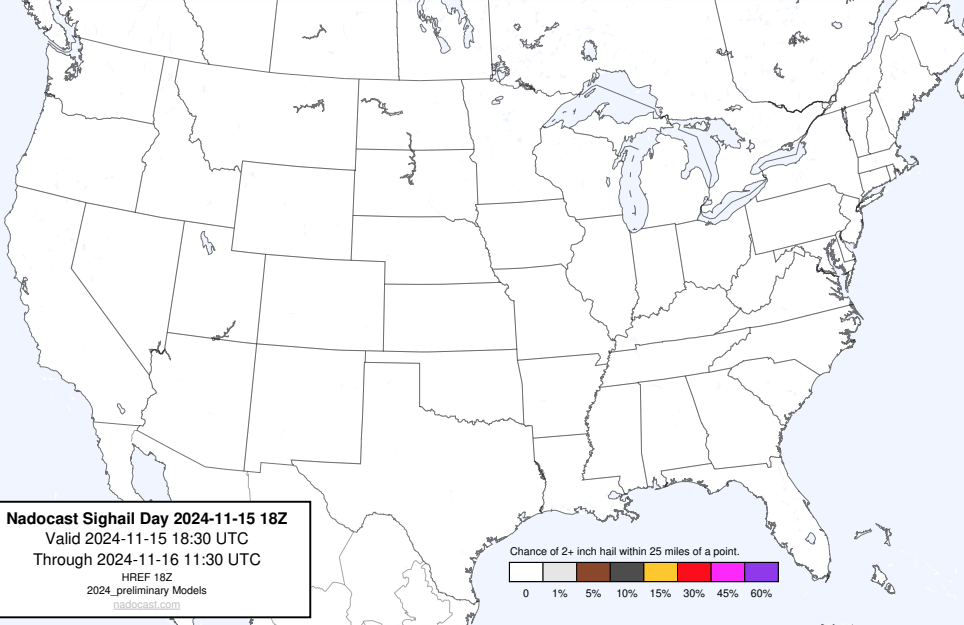 Nadocast Sighail Day 2024-11-15 18Z
Valid 2024-11-15 18:30 UTC
Through 2024-11-16 11:30 UTC
HREF 18Z
2024_preliminary Models
nadocast.com
Chance of 2+ inch hail within 25 miles of a point.
0 1% 5% 10% 15% 30% 45% 60%